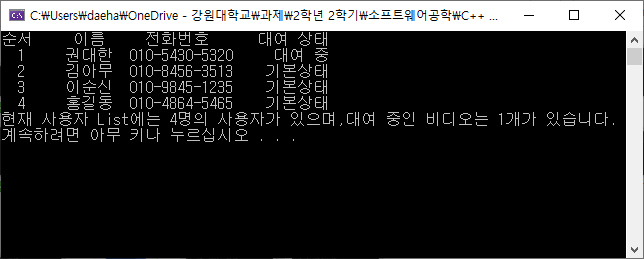 C:₩Users₩daeha₩OneDrive - 강원대학교₩과제₩2학년 2학기₩소프트웨어공학₩C++ ...
순서 이름 전화번호 대여 상태
1 권대한 010-5430-5320 대여 중
2 김아무 010-8456-3513 기본상태
3 이순신 010-9845-1235 기본상태
4 홍길동 010-4864-5465 기본상태
현재 사용자 List에는 4명의 사용자가 있으며,대여 중인 비디오는 1개가 있습니다.
계속하려면 아무 키나 누르십시오 . . .